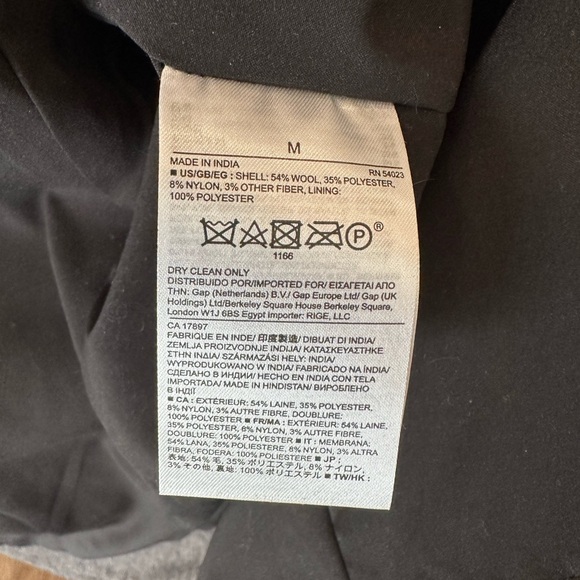 M
MADE IN INDIA RN 54023
■ US/GB/EG : SHELL: 54% WOOL, 35% POLYESTER,
8% NYLON, 3% OTHER FIBER, LINING:
100% POLYESTER
P ®
1166
DRY CLEAN ONLY
DISTRIBUIDO POR/IMPORTED FOR/ ΕΙΣΑΓΕΤΑΙ ΑΠΟ
ΤΗΝ: Gap (Netherlands) B.V./ Gap Europe Ltd/ Gap (UK
Holdings) Ltd/Berkeley Square House Berkeley Square,
London W1J 6BS Egypt Importer: RIGE, LLC
CA 17897
FABRIQUE EN INDE/ 印度製造/ DIBUAT DI INDIA/
ZEMLJA PROIZVODNJE INDIJA/ ΚΑΤΑΣΚΕΥΑΣΤΗΚΕ
ΣΤΗΝ ΙΝΔΙΑ/ SZÁRMAZÁSI HELY: INDIA/
WYPRODUKOWANO W INDIA/ FABRICADO NA ÍNDIA/
СДЕЛАНО В ИНДИИ/ HECHO EN INDIA CON TELA
IMPORTADA/ MADE IN HINDISTAN/ ВИРОБЛЕНО
В ІНДІЇ
■ CA : EXTÉRIEUR: 54% LAINE, 35% POLYESTER,
8% NYLON, 3% AUTRE FIBRE, DOUBLURE:
100% POLYESTER ■ FR/MA : EXTÉRIEUR: 54% LAINE,
35% POLYESTER, 8% NYLON, 3% AUTRE FIBRE,
DOUBLURE: 100% POLYESTER ■ IT : MEMBRANA:
54% LANA, 35% POLIESTERE, 8% NYLON, 3% ALTRA
FIBRA, FODERA: 100% POLIESTERE ■ JP :
表地: 54% 毛, 35% ポリエステル, 8% ナイロン,
3% その他, 裏地: 100% ポリエステル ■ TW/HK :